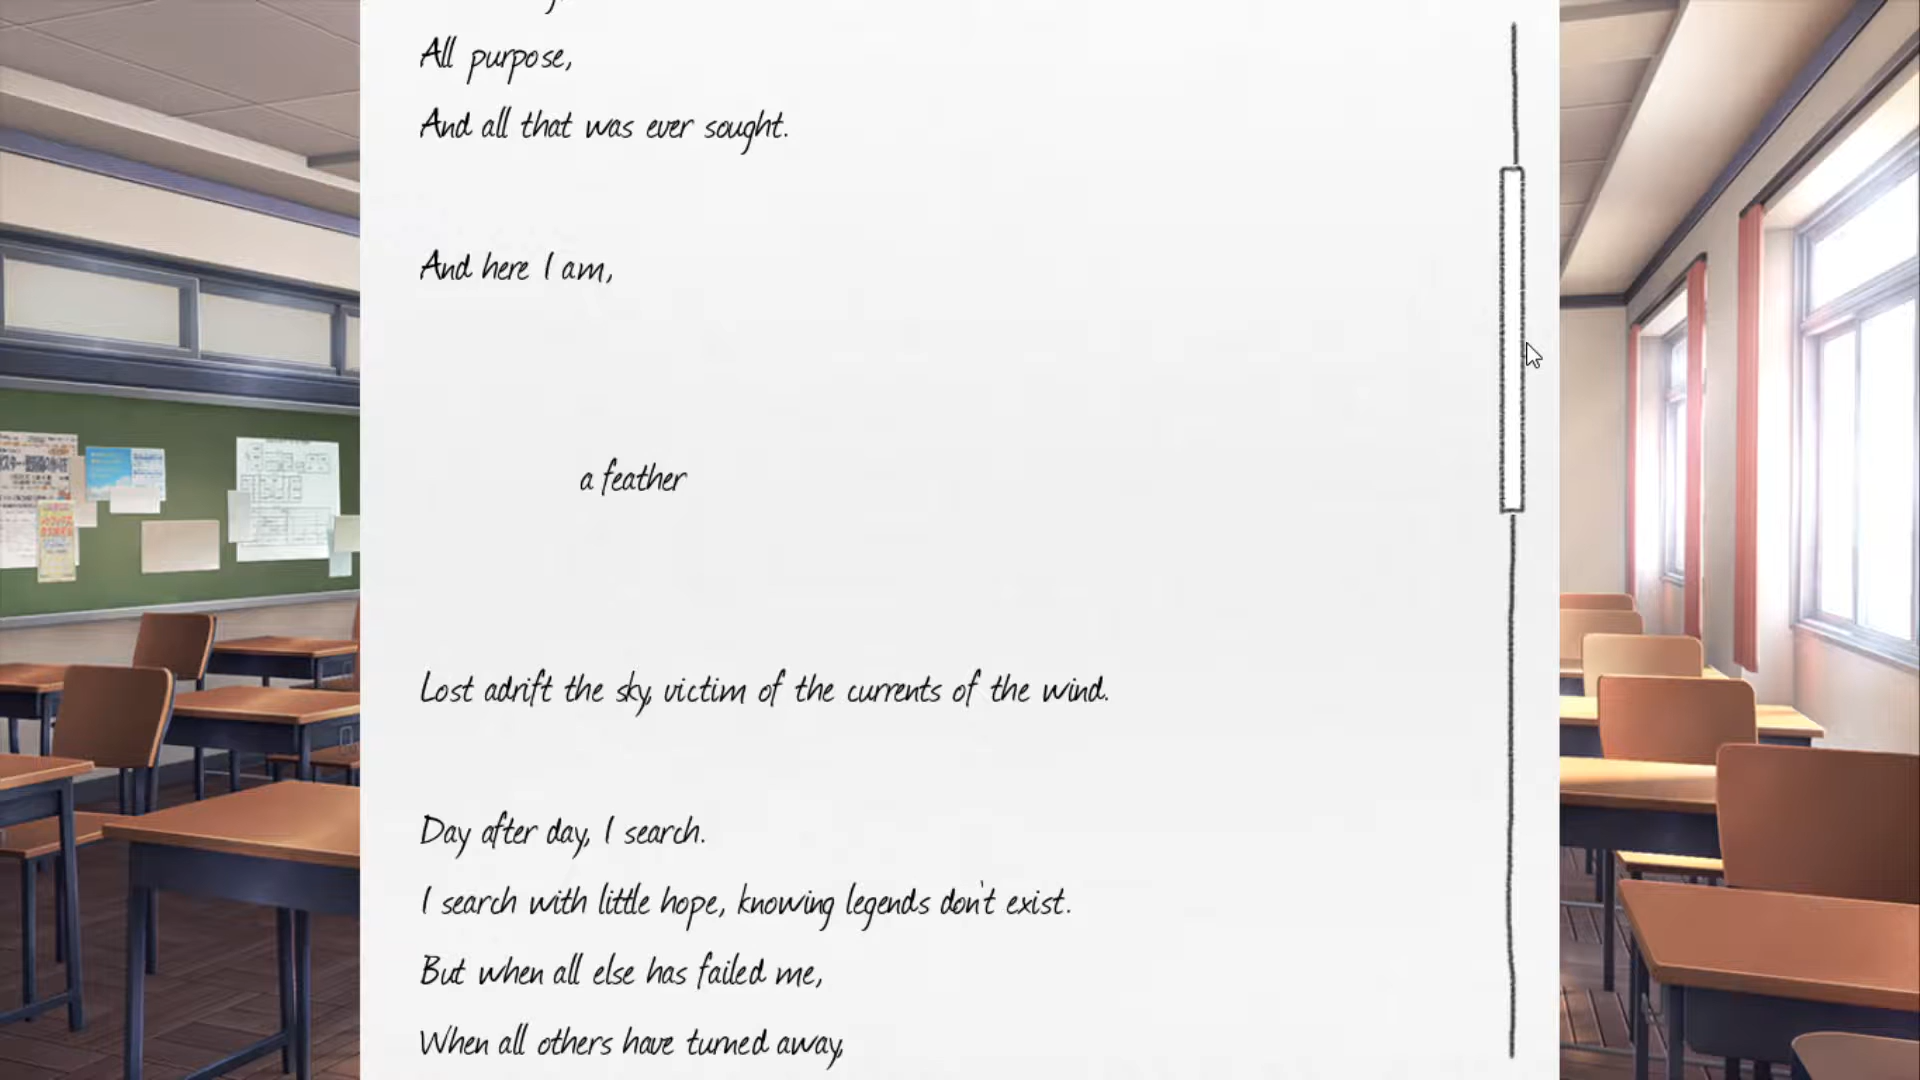 All purpose,
And all that was ever sought.
And here I am,
a feather
Lost adrift the sky, victim of the currents of the wind.
Day after day, I search.
I search with little hope, knowing legends don't exist.
But when all else has failed me,
When all others have turned away,